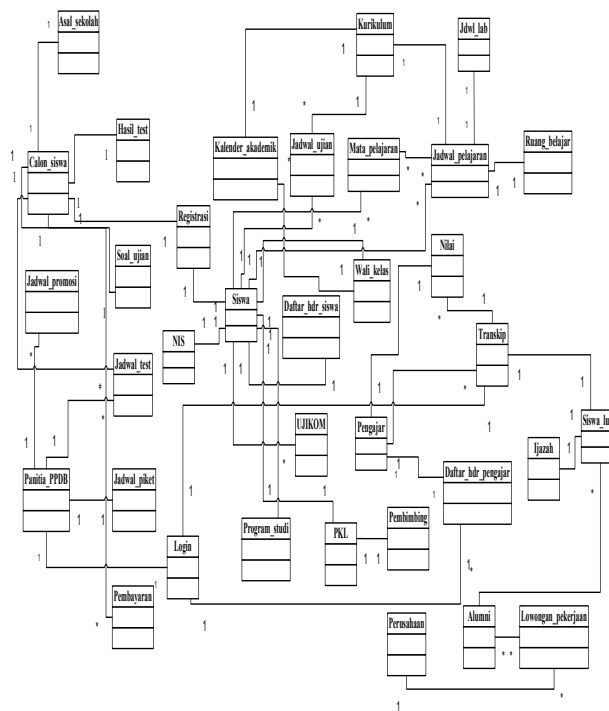 Asal_sekolah
Kurikulum
Jdwl_lab
Hasil_test
Calon_siswa
Kalender_akademik
Jadwal_ujian
Mata_pelajaran
Jadwal_pelajaran
Ruang_belajar
Registrasi
Soal_ujian
Jadwal_promosi
Siswa
Wali_kelas
Nilai
Daftar_hdr_siswa
NIS
Transkip
Jadwal_test
UJIKOM
Pengajar
Siswa_lu
Ijazah
Panitia_PPDB
Jadwal_piket
Daftar_hdr_pengajar
Login
Program_studi
PKL
Pembimbing
Pembayaran
Perusahaan
Alumni
Lowongan_pekerjaan